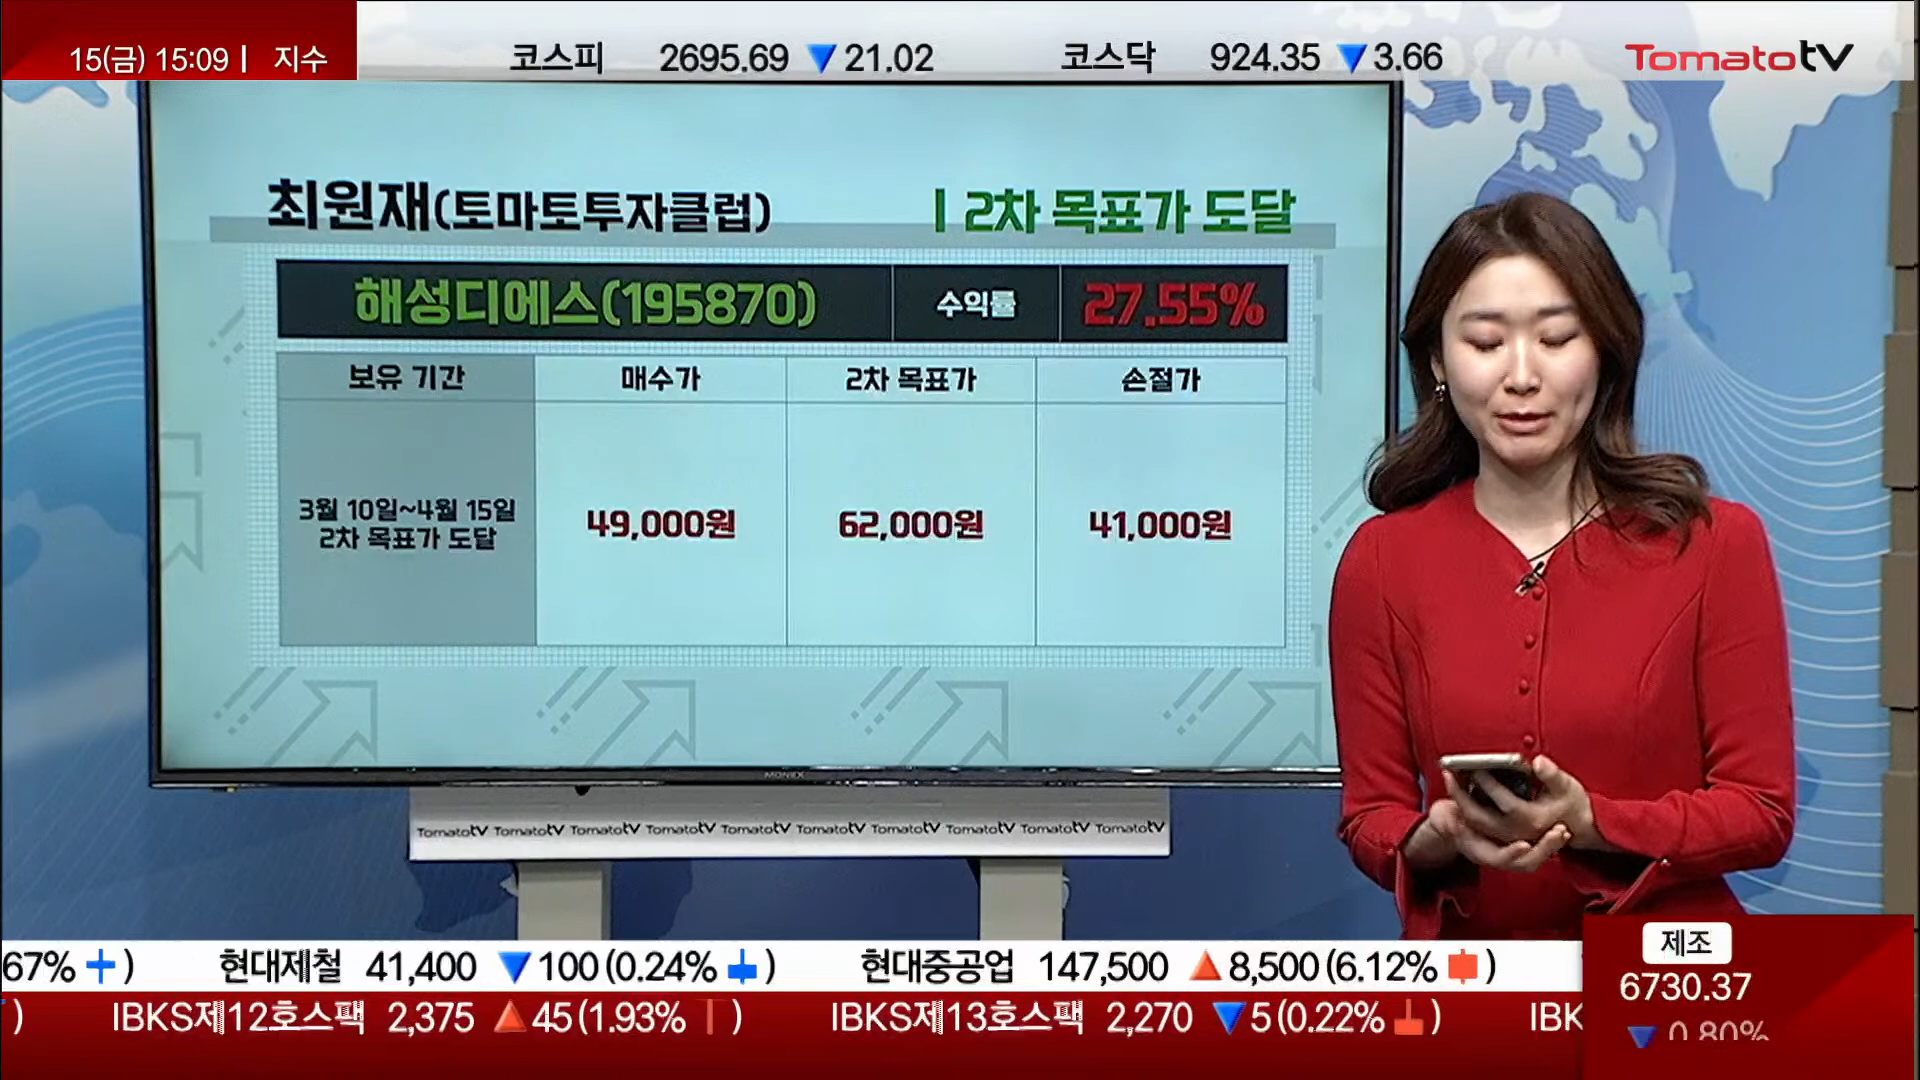 15(금) 15:09 | 지수
코스피 2695.69 ▼21.02 코스닥 924.35 ▼3.66
Tomatotv
최원재(토마토투자클럽) | 2차 목표가 도달
해성디에스(195870) 수익률 27.55%
보유 기간 매수가 2차 목표가 손절가
3월 10일~4월 15일
2차 목표가 도달
49,000원 62,000원 41,000원
MONEX
Tomatotv Tomatotv Tomatotv Tomatotv Tomatotv Tomatotv Tomatotv Tomatotv Tomatotv Tomatotv
67% ) 현대제철 41,400 ▼100(0.24% ) 현대중공업 147,500 ▲8,500(6.12% )
) IBKS제12호스팩 2,375 ▲45(1.93% ) IBKS제13호스팩 2,270 ▼5(0.22% ) IBK
제조
6730.37
▼0.80%